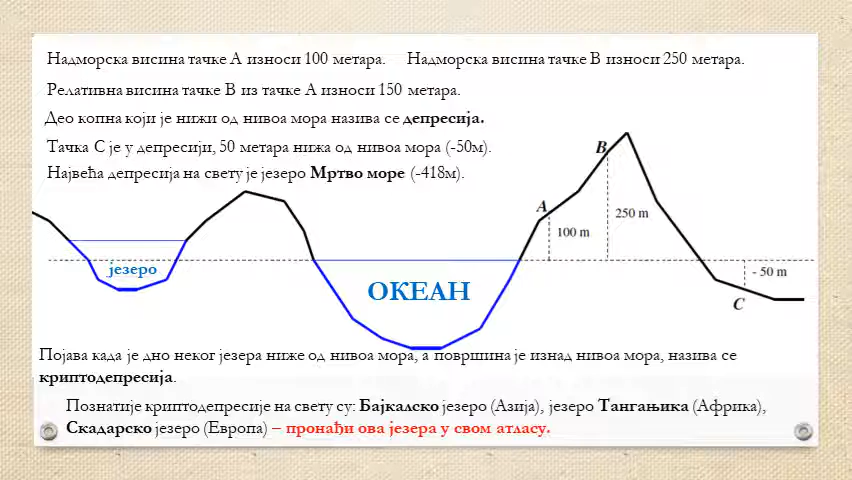 Надморска висина тачке А износи 100 метара. Надморска висина тачке В износи 250 метара.
Релативна висина тачке В из тачке А износи 150 метара.
Део копна који је нижи од нивоа мора назива се депресија.
Тачка С је у депресији, 50 метара нижа од нивоа мора (-50м).
Највећа депресија на свету је језеро Мртво море (-418м).
B
A
250 m
100 m
језеро
- 50 m
ОКЕАН
C
Појава када је дно неког језера ниже од нивоа мора, а површина је изнад нивоа мора, назива се
криптодепресија.
Познатије криптодепресије на свету су: Бајкалско језеро (Азија), језеро Тангањика (Африка),
Скадарско језеро (Европа) – пронађи ова језера у свом атласу.